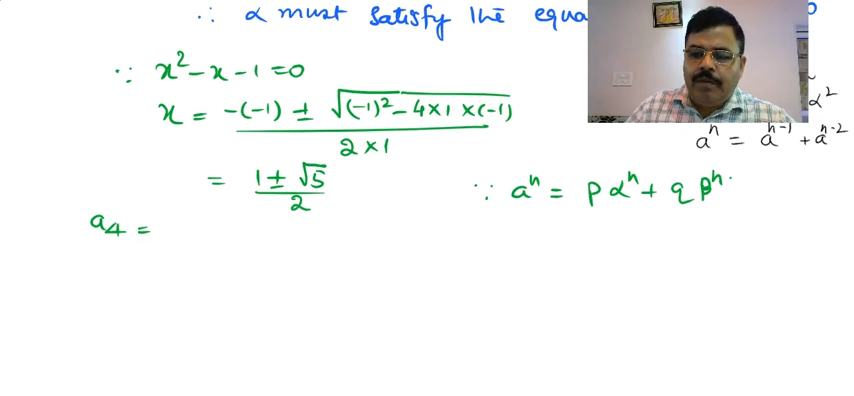 ∴ α must satisfy the equa
∵ x² - x - 1 = 0
x = -(-1) ± √(-1)² - 4×1×(-1) / 2×1
= 1 ± √5 / 2
α²
aⁿ = aⁿ⁻¹ + aⁿ⁻²
∵ aⁿ = pαⁿ + qβⁿ.
a₄ =